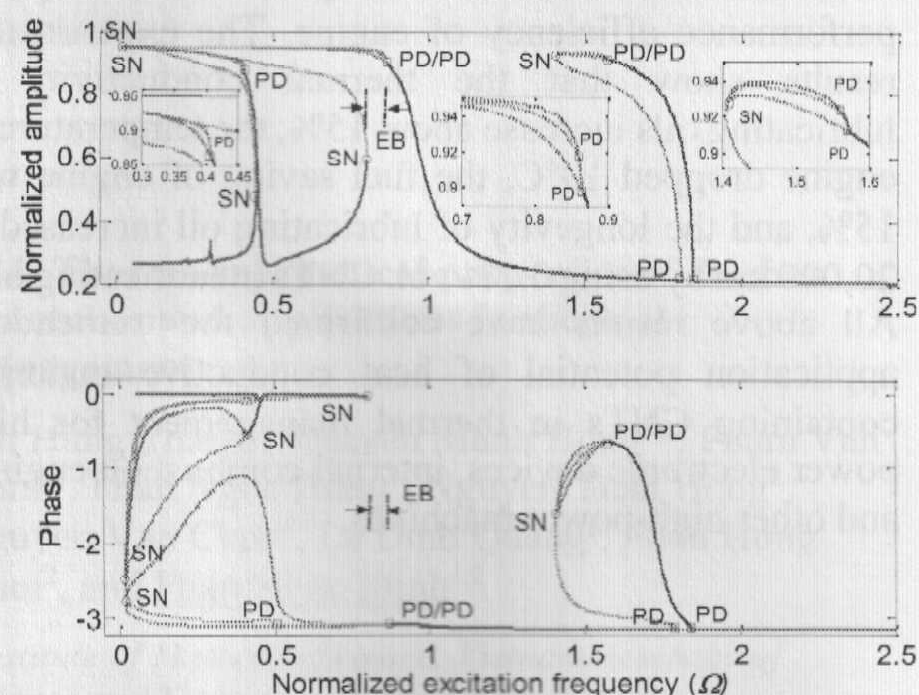 SN
SN
PD
PD/PD
SN
PD/PD
EB
SN
SN
PD
PD
1
0.8
0.6
0.4
0.2
Normalized amplitude
0.95
0.9
0.85
PD
0.3 0.35 0.4 0.45
0.94
0.92
0.9
PD
PD
0.7 0.8 0.9
0.94
0.92
0.9
SN
PD
PD
1.4 1.5 1.6
0 0.5 1 1.5 2 2.5
0
-1
-2
-3
Phase
SN
SN
SN
SN
PD
EB
PD/PD
PD/PD
SN
PD
PD
0 0.5 1 1.5 2 2.5
Normalized excitation frequency (Ω)